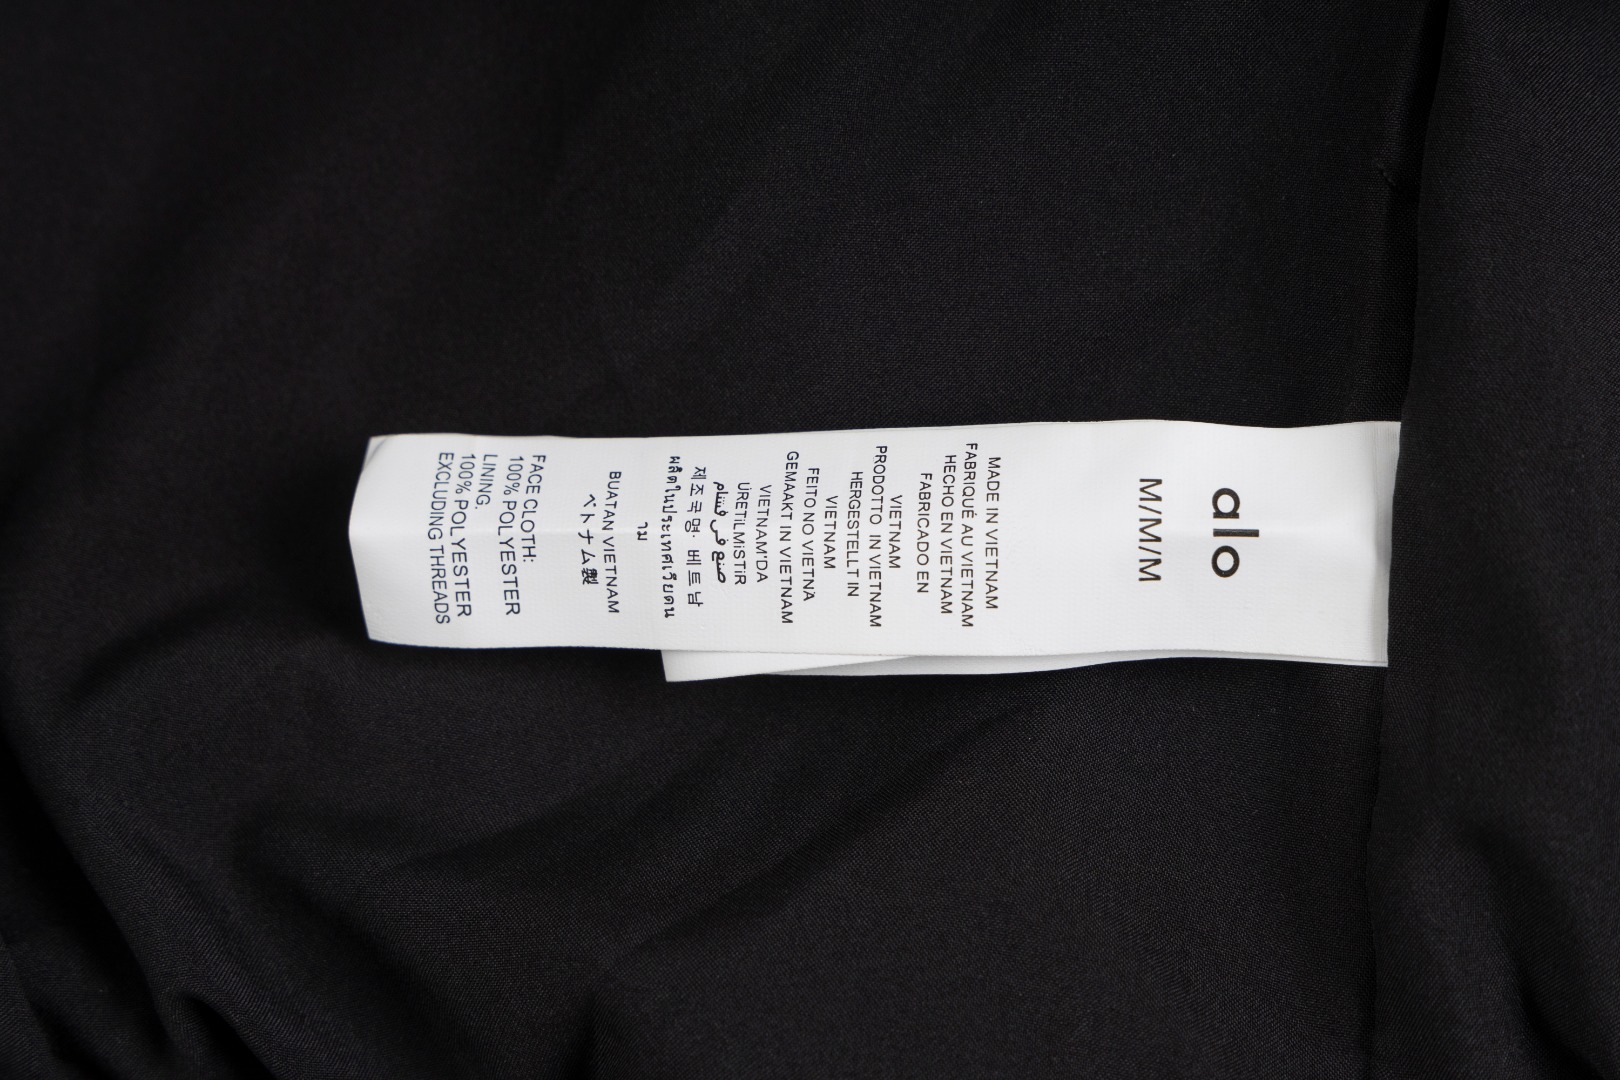 alo
M/M/M
MADE IN VIETNAM
FABRIQUÉ AU VIETNAM
HECHO EN VIETNAM
FABRICADO EN
VIETNAM
PRODOTTO IN VIETNAM
HERGESTELLT IN
VIETNAM
FEITO NO VIETNÃ
GEMAAKT IN VIETNAM
VIETNAM'DA
ÜRETiLMiSTiR
صنع في فيتنام
제조국명: 베트남
ผลิตในประเทศเวียดน
าม
BUATAN VIETNAM
ベトナム製
FACE CLOTH:
100% POLYESTER
LINING.
100% POLYESTER
EXCLUDING THREADS